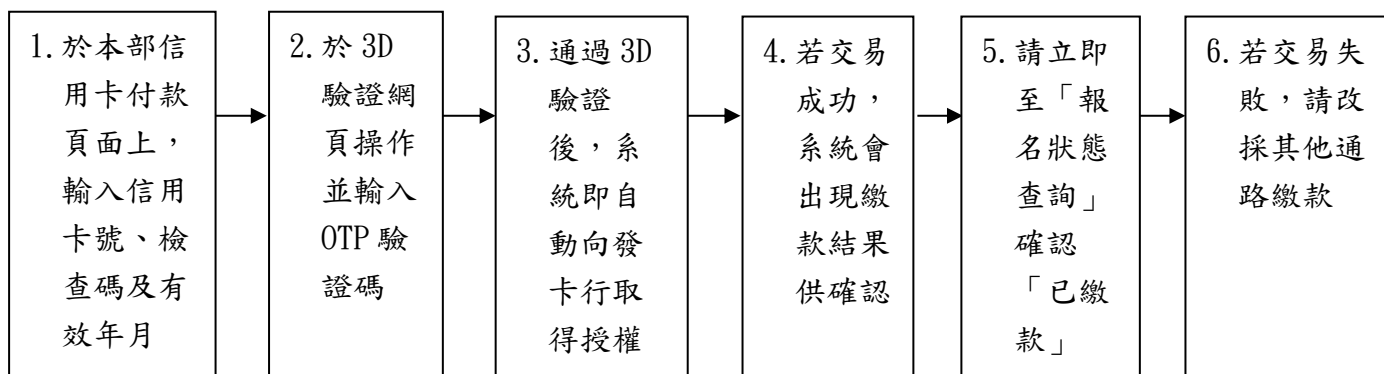 1.於本部信
用卡付款
頁面上，
輸入信用
卡號、檢
查碼及有
效年月
2.於 3D
驗證網
頁操作
並輸入
OTP 驗
證碼
3.通過 3D
驗證
後，系
統即自
動向發
卡行取
得授權
4.若交易
成功，
系統會
出現繳
款結果
供確認
5.請立即
至「報
名狀態
查詢」
確認
「已繳
款」
6.若交易失
敗，請改
採其他通
路繳款